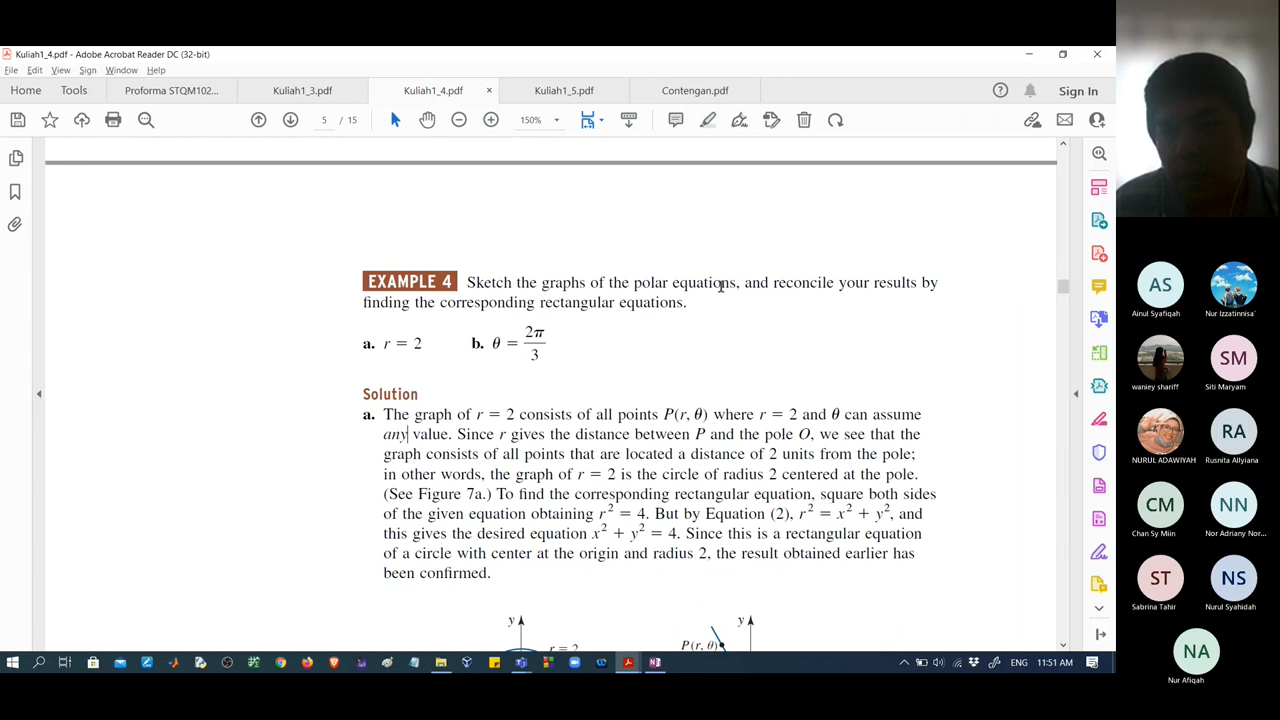 Kuliah1_4.pdf - Adobe Acrobat Reader DC (32-bit)
File Edit View Sign Window Help
Home Tools Proforma STQM102... Kuliah1_3.pdf Kuliah1_4.pdf × Kuliah1_5.pdf Contengan.pdf Sign In
5 / 15 150%
EXAMPLE 4 Sketch the graphs of the polar equations, and reconcile your results by
finding the corresponding rectangular equations.
a. r = 2 b. θ = 2π/3
Solution
a. The graph of r = 2 consists of all points P(r, θ) where r = 2 and θ can assume
any value. Since r gives the distance between P and the pole O, we see that the
graph consists of all points that are located a distance of 2 units from the pole;
in other words, the graph of r = 2 is the circle of radius 2 centered at the pole.
(See Figure 7a.) To find the corresponding rectangular equation, square both sides
of the given equation obtaining r² = 4. But by Equation (2), r² = x² + y², and
this gives the desired equation x² + y² = 4. Since this is a rectangular equation
of a circle with center at the origin and radius 2, the result obtained earlier has
been confirmed.
y y
r = 2 P(r, θ)
AS
Ainul Syafiqah
Nur Izzatinnisa'
waniey shariff
SM
Siti Maryam
NURUL ADAWIYAH
RA
Rusnita Allyiana
CM
Chan Sy Miin
NN
Nor Adriany Nor...
ST
Sabrina Tahir
NS
Nurul Syahidah
NA
Nur Afiqah
ENG 11:51 AM